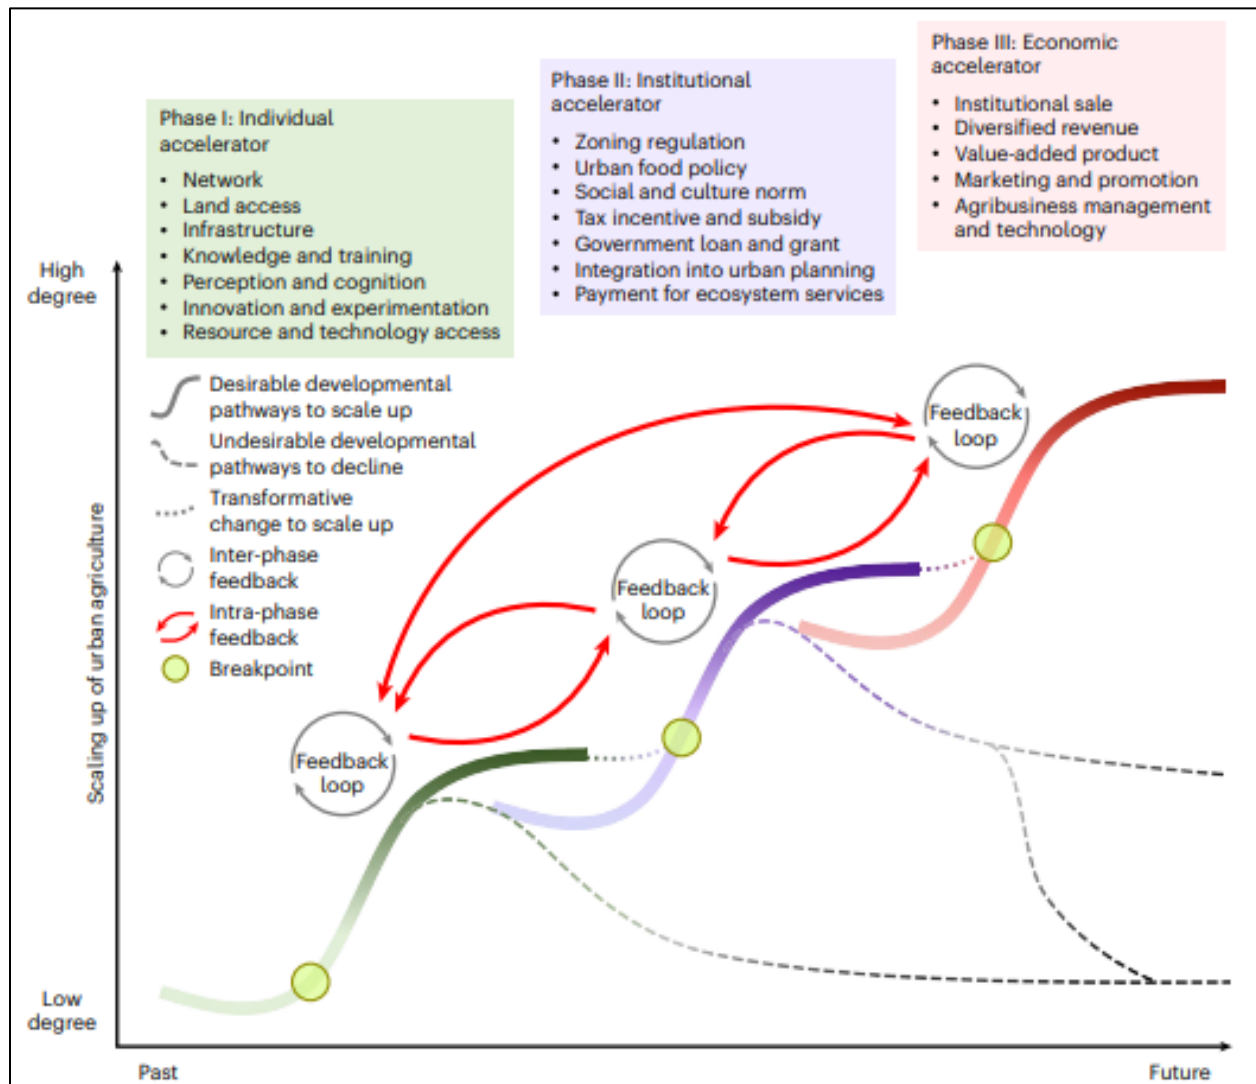 Phase I: Individual
accelerator
• Network
• Land access
• Infrastructure
• Knowledge and training
• Perception and cognition
• Innovation and experimentation
• Resource and technology access
Phase II: Institutional
accelerator
• Zoning regulation
• Urban food policy
• Social and culture norm
• Tax incentive and subsidy
• Government loan and grant
• Integration into urban planning
• Payment for ecosystem services
Phase III: Economic
accelerator
• Institutional sale
• Diversified revenue
• Value-added product
• Marketing and promotion
• Agribusiness management
and technology
High
degree
Scaling up of urban agriculture
Low
degree
Desirable developmental
pathways to scale up
Undesirable developmental
pathways to decline
Transformative
change to scale up
Inter-phase
feedback
Intra-phase
feedback
Breakpoint
Feedback
loop
Feedback
loop
Feedback
loop
Past
Future